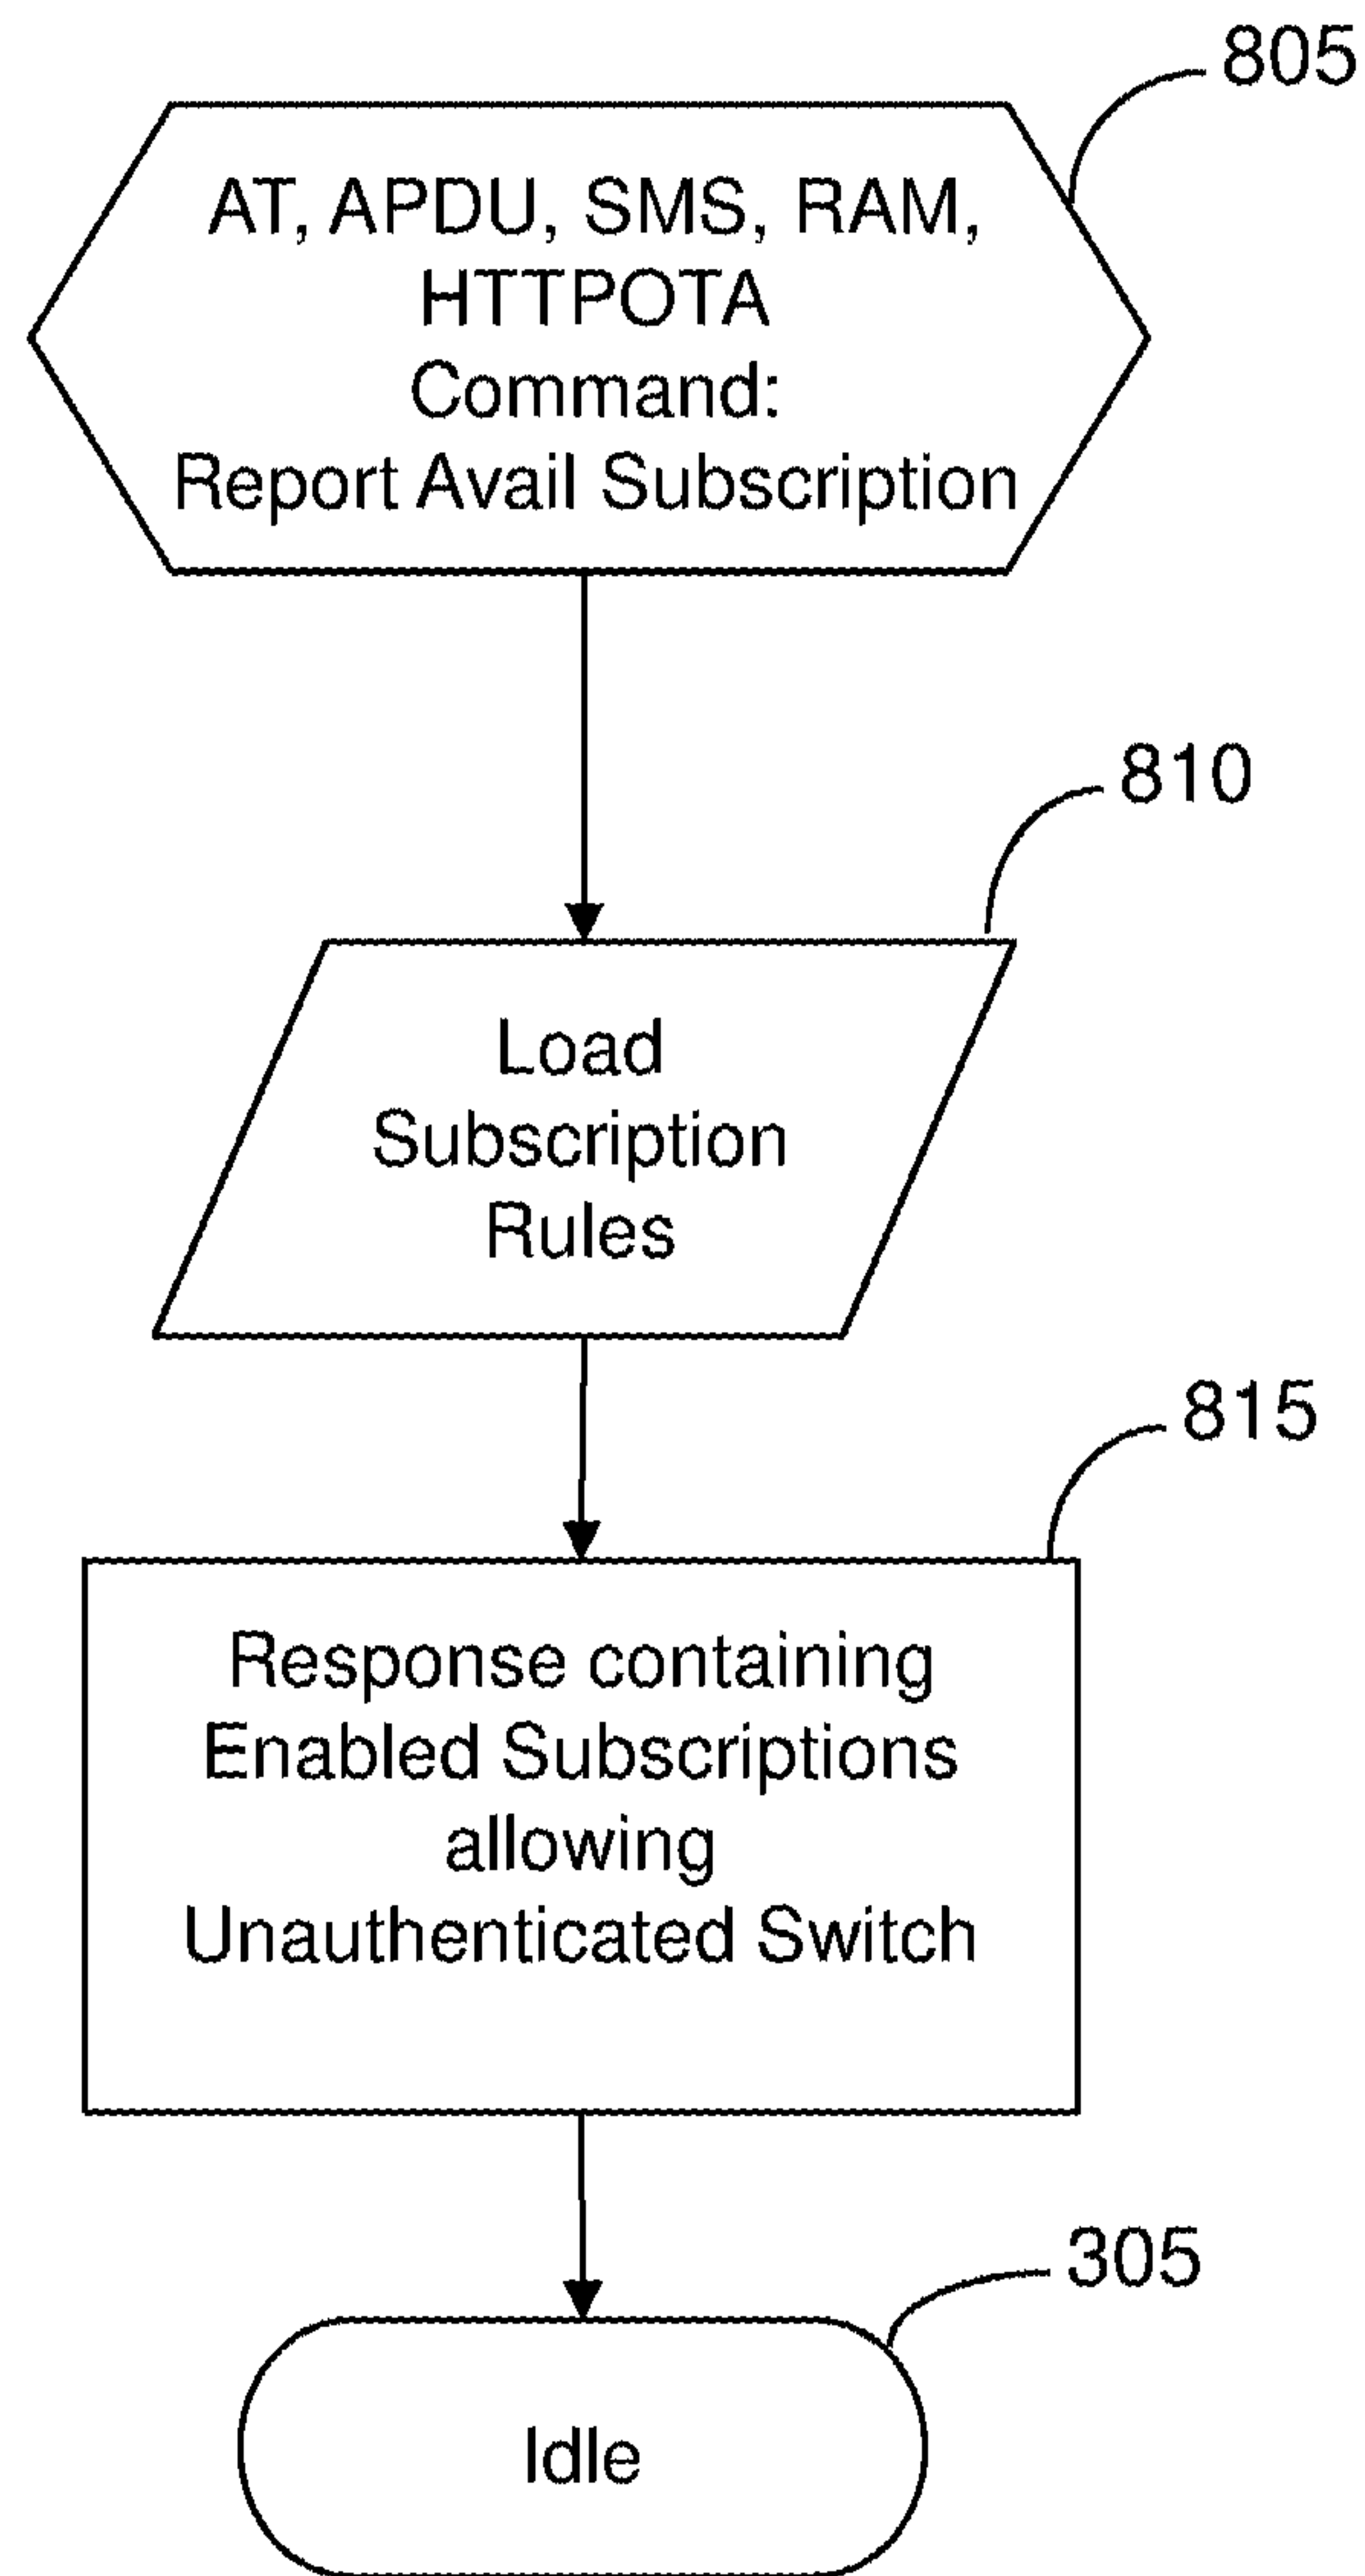 805
AT, APDU, SMS, RAM,
HTTPOTA
Command:
Report Avail Subscription
810
Load
Subscription
Rules
815
Response containing
Enabled Subscriptions
allowing
Unauthenticated Switch
305
Idle